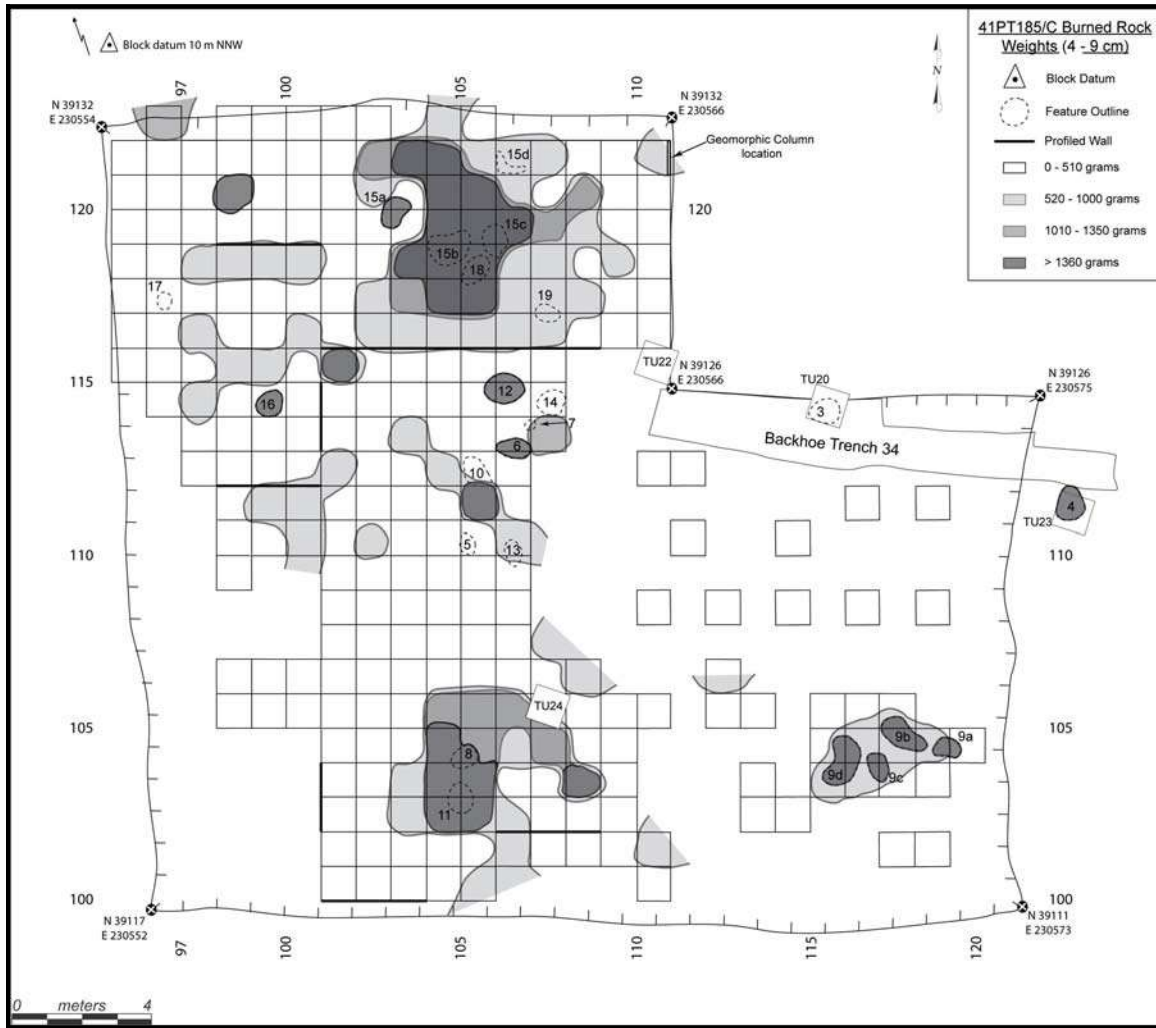 Block datum 10 m NNW
41PT185/C Burned Rock
Weights (4 - 9 cm)
Block Datum
Feature Outline
Profiled Wall
0 - 510 grams
520 - 1000 grams
1010 - 1350 grams
> 1360 grams
N
97
100
105
110
N 39132
E 230554
N 39132
E 230566
Geomorphic Column
location
15d
15a
120
120
15c
15b
18
17
19
TU22
N 39126
E 230566
TU20
N 39126
E 230575
115
12
16
14
3
7
6
Backhoe Trench 34
10
4
TU23
5
13
110
110
TU24
105
105
9b
9a
8
9d
9c
11
100
100
N 39117
E 230552
N 39111
E 230573
97
100
105
110
115
120
0 meters 4